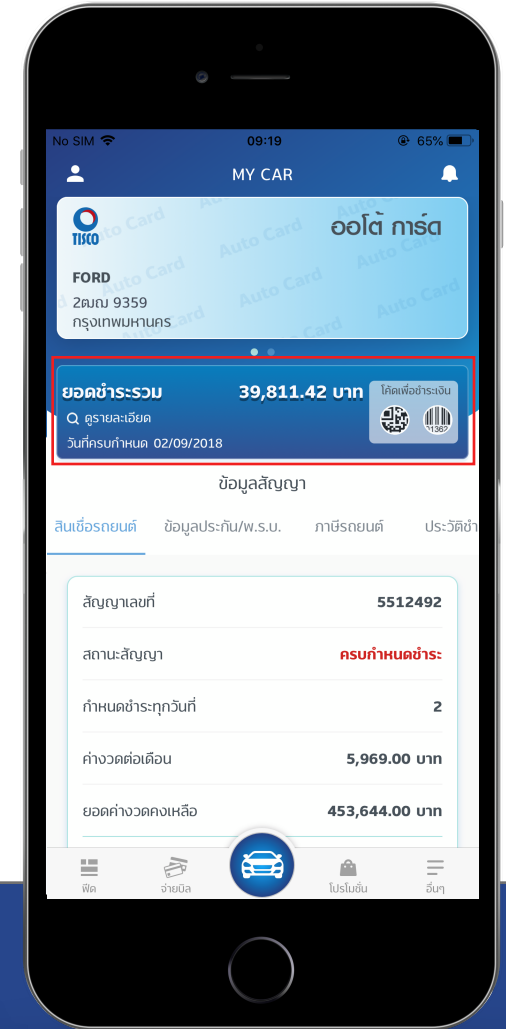 No SIM 09:19 65%
MY CAR
TISCO ออโต้ การ์ด
FORD
2ฒณ 9359
กรุงเทพมหานคร
Auto Card Auto Card Auto Card Auto Card Auto Card
ยอดชำระรวม 39,811.42 บาท โค้ดเพื่อชำระเงิน
ดูรายละเอียด
วันที่ครบกำหนด 02/09/2018
ข้อมูลสัญญา
สินเชื่อรถยนต์ ข้อมูลประกัน/พ.ร.บ. ภาษีรถยนต์ ประวัติชำ
สัญญาเลขที่ 5512492
สถานะสัญญา ครบกำหนดชำระ
กำหนดชำระทุกวันที่ 2
ค่างวดต่อเดือน 5,969.00 บาท
ยอดค่างวดคงเหลือ 453,644.00 บาท
ฟีด จ่ายบิล โปรโมชั่น อื่นๆ